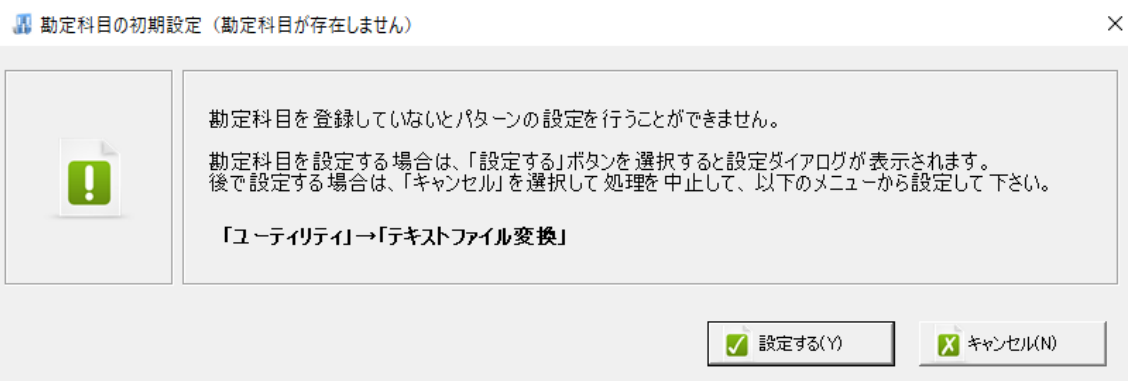 勘定科目の初期設定（勘定科目が存在しません）
勘定科目を登録していないとパターンの設定を行うことができません。
勘定科目を設定する場合は、「設定する」ボタンを選択すると設定ダイアログが表示されます。
後で設定する場合は、「キャンセル」を選択して処理を中止して、以下のメニューから設定して下さい。
「ユーティリティ」→「テキストファイル変換」
設定する(Y)
キャンセル(N)